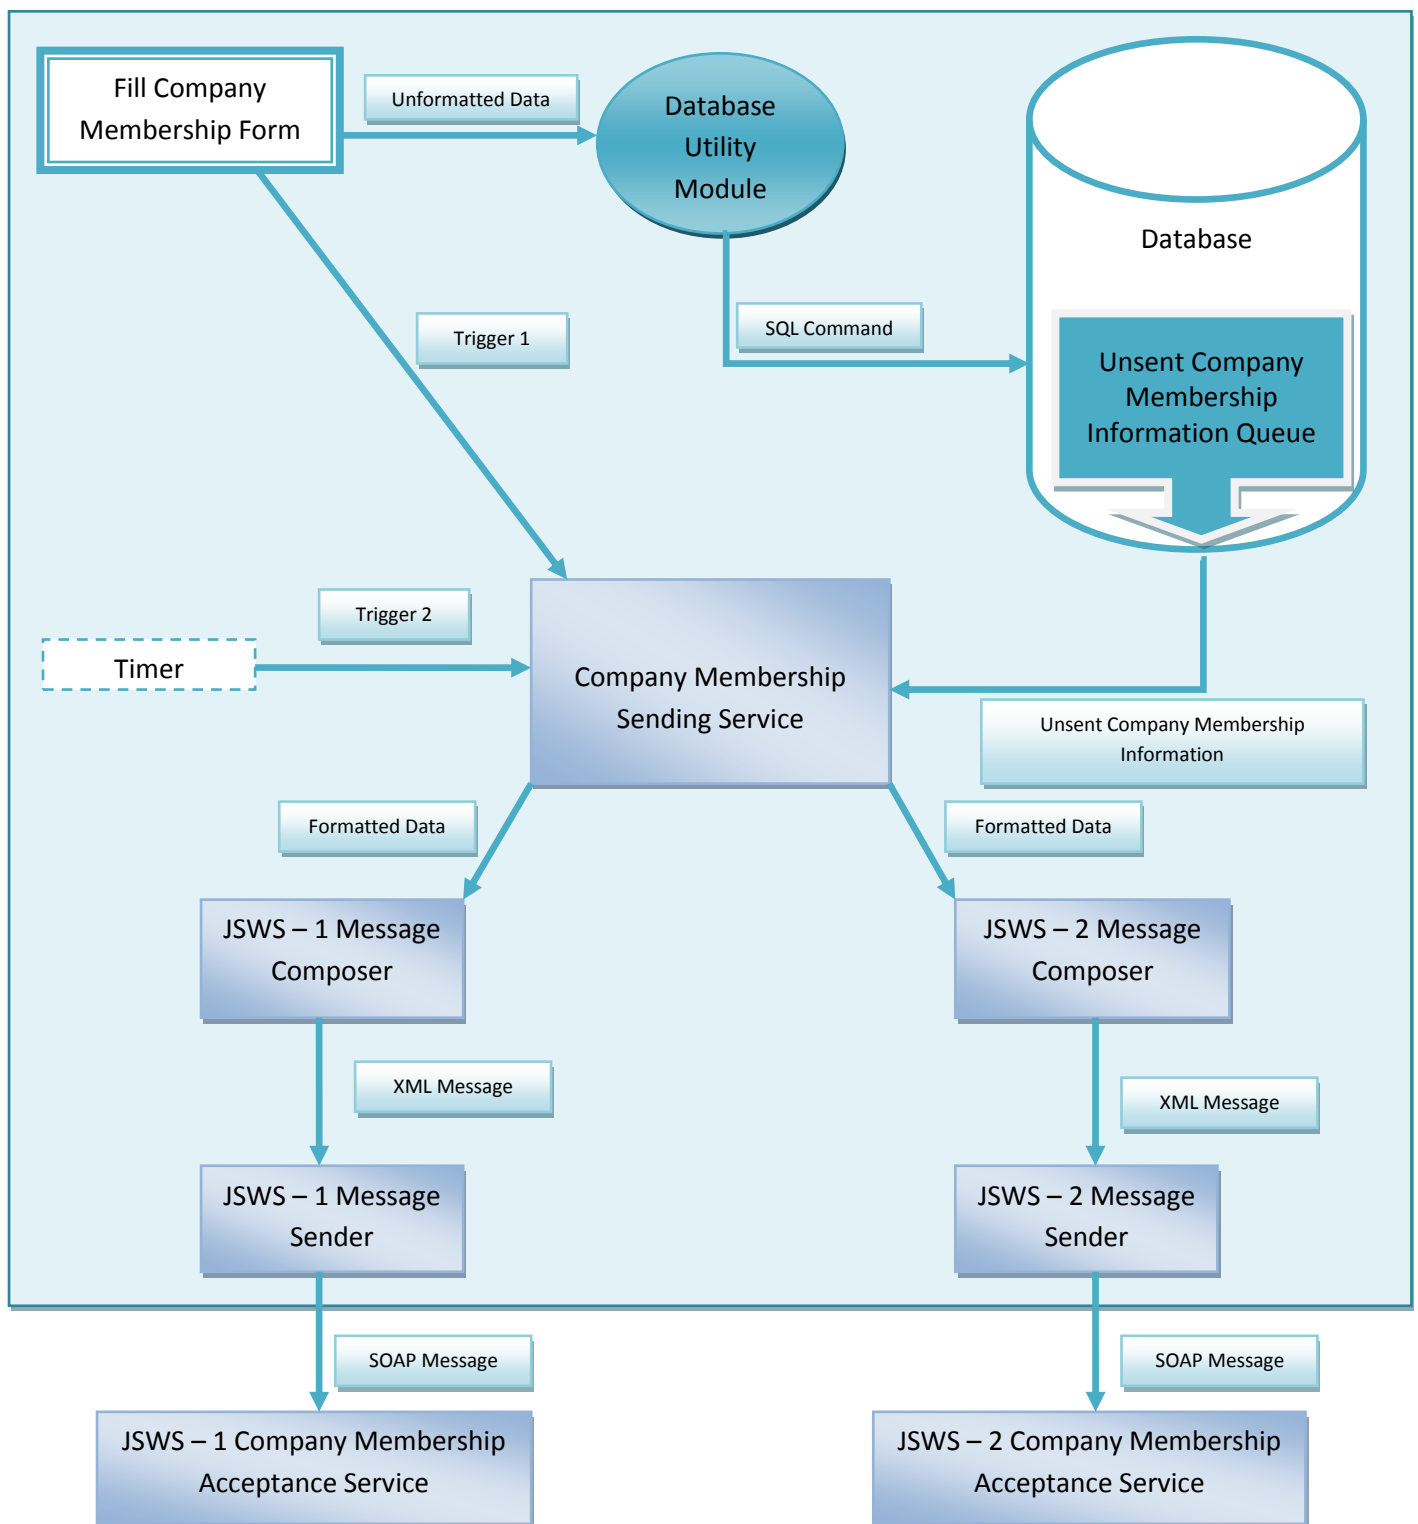 Fill Company
Membership Form
Unformatted Data
Database
Utility
Module
Database
Trigger 1
SQL Command
Unsent Company
Membership
Information Queue
Trigger 2
Timer
Company Membership
Sending Service
Unsent Company Membership
Information
Formatted Data
Formatted Data
JSWS – 1 Message
Composer
JSWS – 2 Message
Composer
XML Message
XML Message
JSWS – 1 Message
Sender
JSWS – 2 Message
Sender
SOAP Message
SOAP Message
JSWS – 1 Company Membership
Acceptance Service
JSWS – 2 Company Membership
Acceptance Service